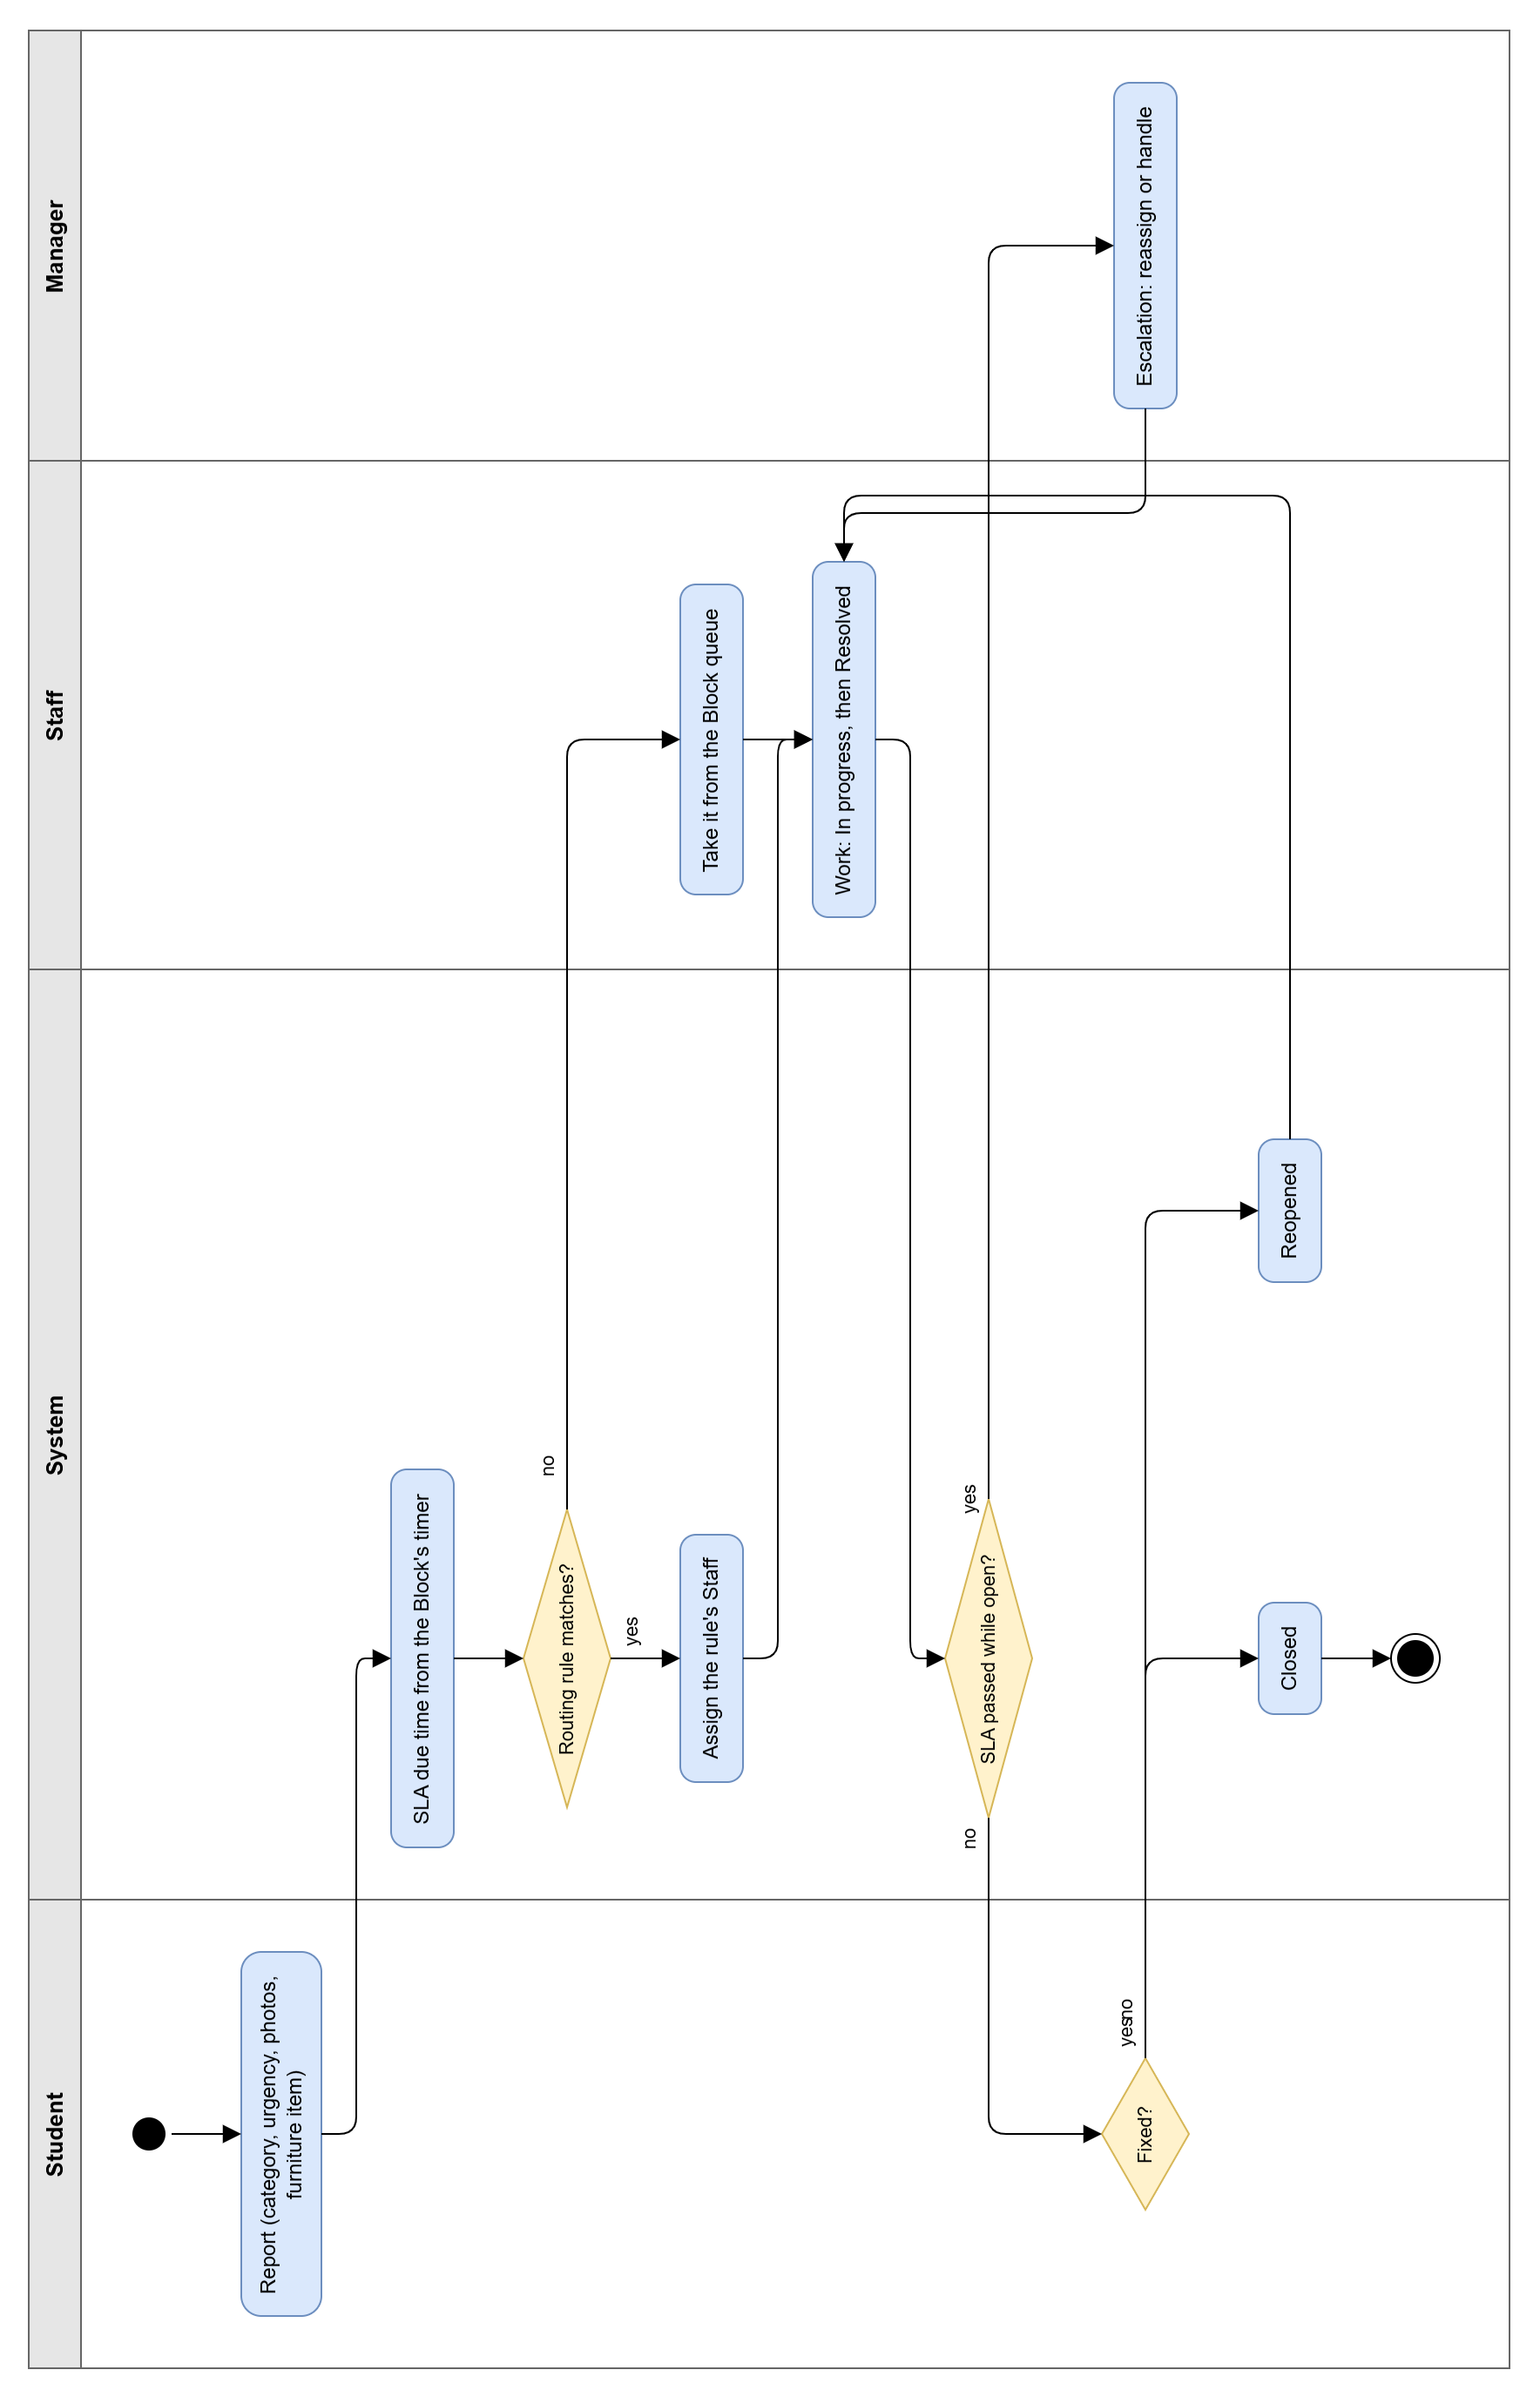 Student
System
Staff
Manager
Report (category, urgency, photos,
furniture item)
SLA due time from the Block's timer
Routing rule matches?
no
yes
Take it from the Block queue
Assign the rule's Staff
Work: In progress, then Resolved
SLA passed while open?
yes
no
Escalation: reassign or handle
Fixed?
yes
no
Reopened
Closed